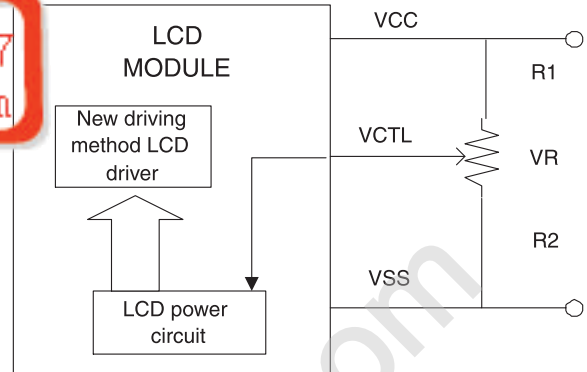 LCD
MODULE
New driving
method LCD
driver
LCD power
circuit
VCC
R1
VCTL
VR
R2
VSS